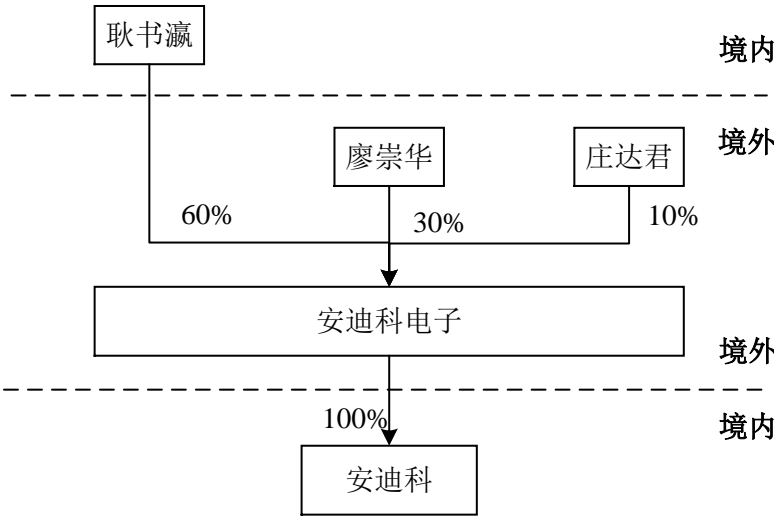 耿书瀛
境内
境外
廖崇华
庄达君
60%
30%
10%
安迪科电子
境外
100%
境内
安迪科